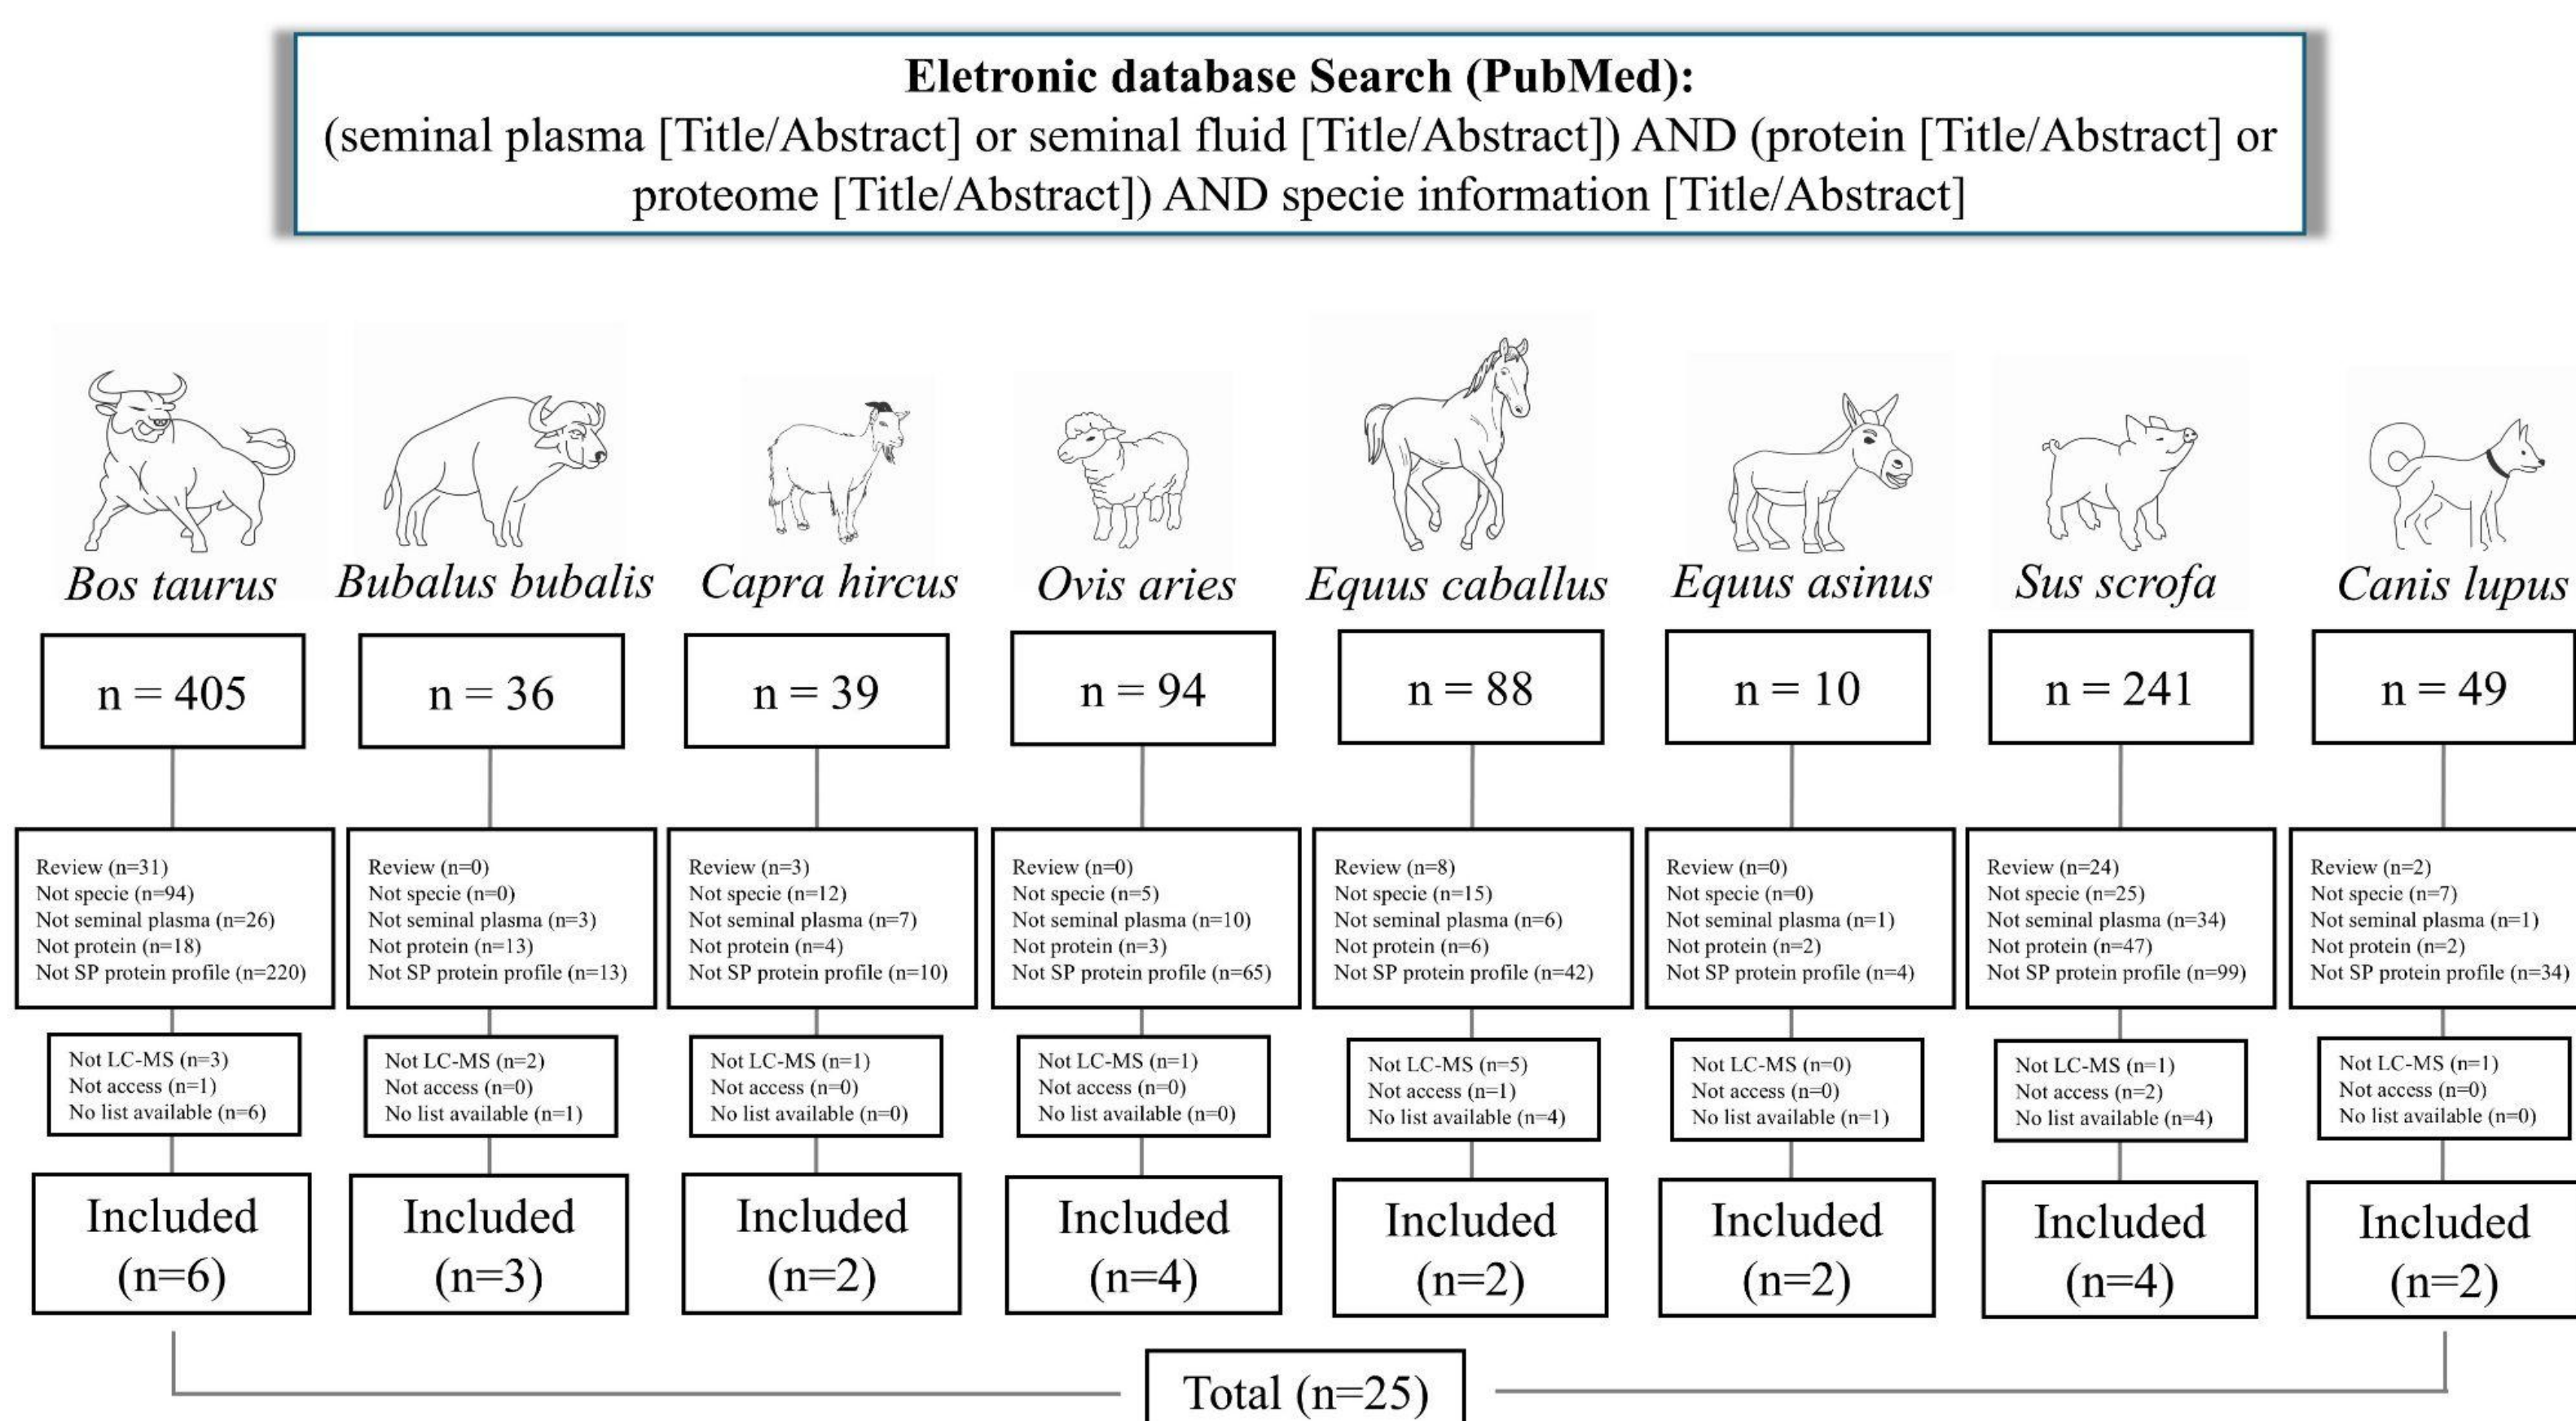 Eletronic database Search (PubMed):
(seminal plasma [Title/Abstract] or seminal fluid [Title/Abstract]) AND (protein [Title/Abstract] or
proteome [Title/Abstract]) AND specie information [Title/Abstract]
Bos taurus
Bubalus bubalis
Capra hircus
Ovis aries
Equus caballus
Equus asinus
Sus scrofa
Canis lupus
n = 405
n = 36
n = 39
n = 94
n = 88
n = 10
n = 241
n = 49
Review (n=31)
Not specie (n=94)
Not seminal plasma (n=26)
Not protein (n=18)
Not SP protein profile (n=220)
Review (n=0)
Not specie (n=0)
Not seminal plasma (n=3)
Not protein (n=13)
Not SP protein profile (n=13)
Review (n=3)
Not specie (n=12)
Not seminal plasma (n=7)
Not protein (n=4)
Not SP protein profile (n=10)
Review (n=0)
Not specie (n=5)
Not seminal plasma (n=10)
Not protein (n=3)
Not SP protein profile (n=65)
Review (n=8)
Not specie (n=15)
Not seminal plasma (n=6)
Not protein (n=6)
Not SP protein profile (n=42)
Review (n=0)
Not specie (n=0)
Not seminal plasma (n=1)
Not protein (n=2)
Not SP protein profile (n=4)
Review (n=24)
Not specie (n=25)
Not seminal plasma (n=34)
Not protein (n=47)
Not SP protein profile (n=99)
Review (n=2)
Not specie (n=7)
Not seminal plasma (n=1)
Not protein (n=2)
Not SP protein profile (n=34)
Not LC-MS (n=3)
Not access (n=1)
No list available (n=6)
Not LC-MS (n=2)
Not access (n=0)
No list available (n=1)
Not LC-MS (n=1)
Not access (n=0)
No list available (n=0)
Not LC-MS (n=1)
Not access (n=0)
No list available (n=0)
Not LC-MS (n=5)
Not access (n=1)
No list available (n=4)
Not LC-MS (n=0)
Not access (n=0)
No list available (n=1)
Not LC-MS (n=1)
Not access (n=2)
No list available (n=4)
Not LC-MS (n=1)
Not access (n=0)
No list available (n=0)
Included
(n=6)
Included
(n=3)
Included
(n=2)
Included
(n=4)
Included
(n=2)
Included
(n=2)
Included
(n=4)
Included
(n=2)
Total (n=25)